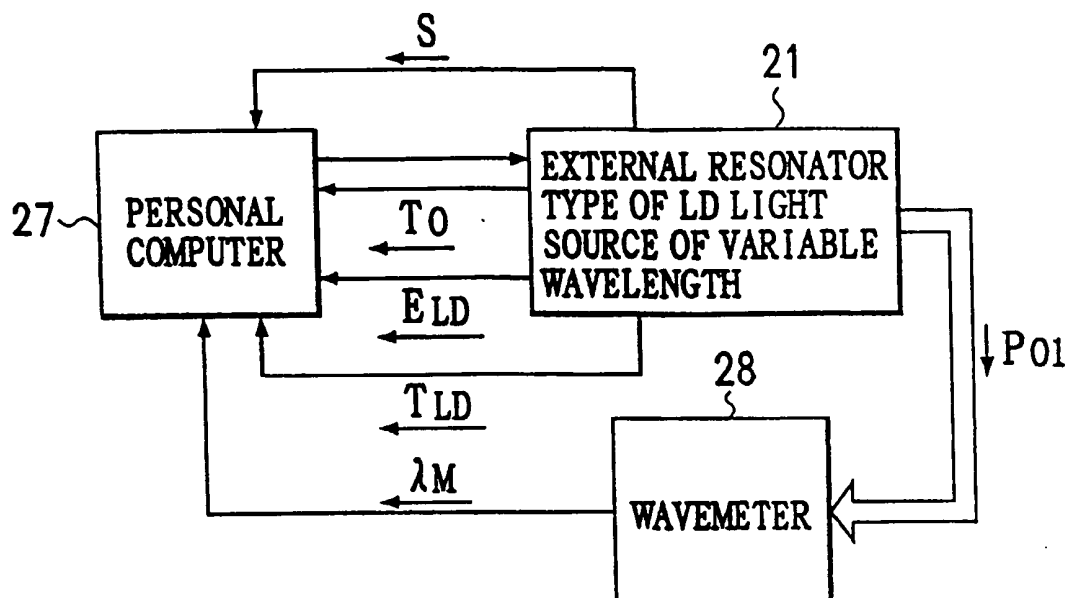 S
21
EXTERNAL RESONATOR
TYPE OF LD LIGHT
SOURCE OF VARIABLE
WAVELENGTH
27
PERSONAL
COMPUTER
TO
ELD
PO1
28
TLD
λM
WAVEMETER